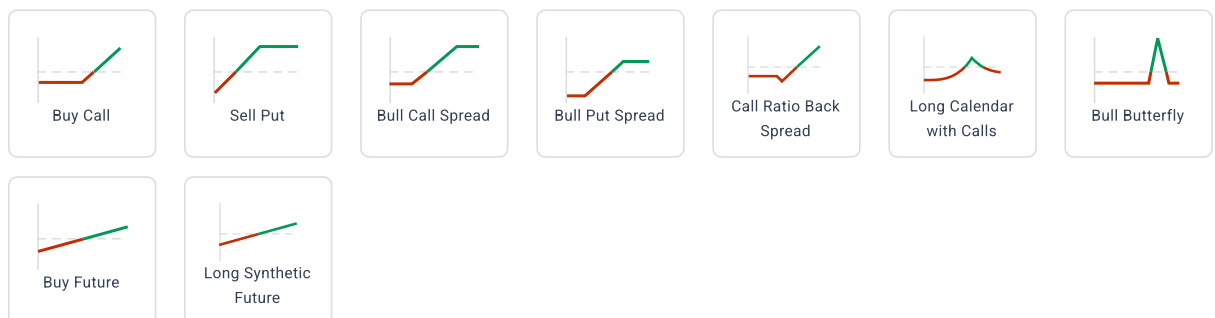 Buy Call
Sell Put
Bull Call Spread
Bull Put Spread
Call Ratio Back
Spread
Long Calendar
with Calls
Bull Butterfly
Buy Future
Long Synthetic
Future